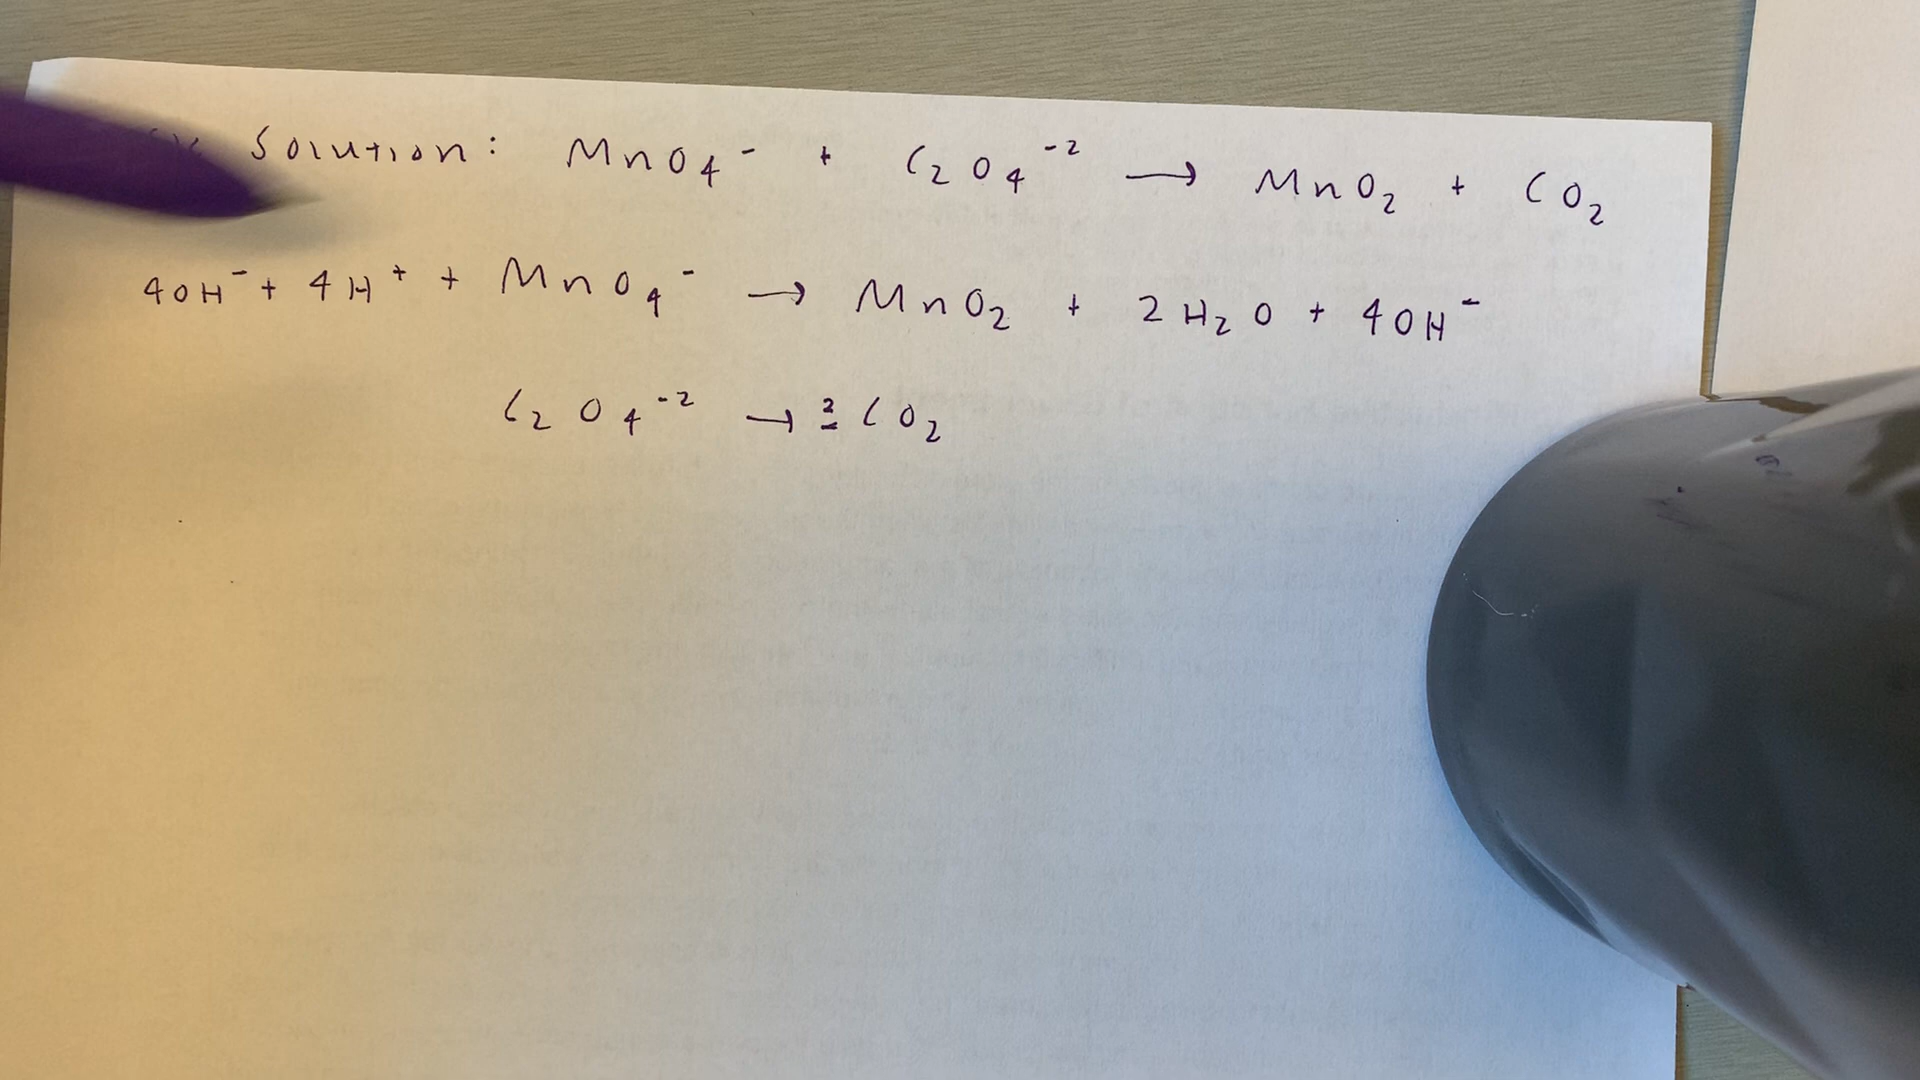 Solution: MnO₄⁻ + C₂O₄⁻² → MnO₂ + CO₂
4OH⁻ + 4H⁺ + MnO₄⁻ → MnO₂ + 2H₂O + 4OH⁻
C₂O₄⁻² → 2CO₂